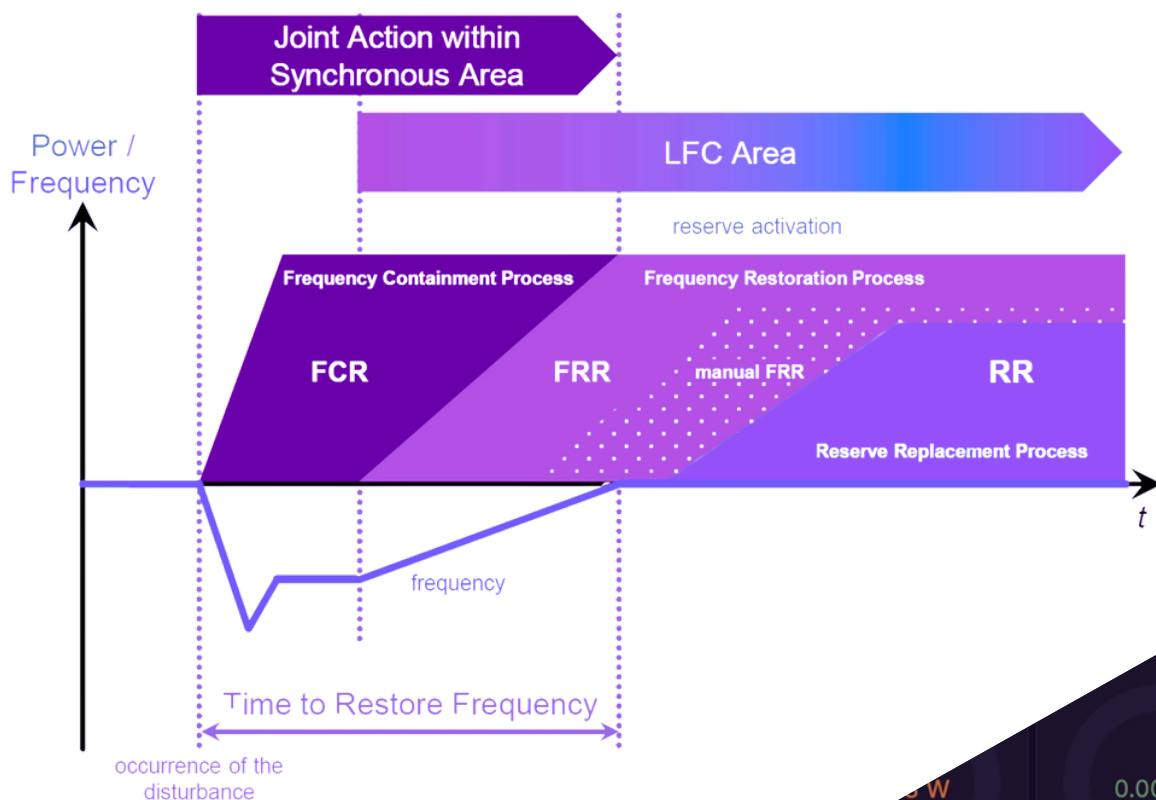 Joint Action within
Synchronous Area
LFC Area
Power /
Frequency
reserve activation
Frequency Containment Process
Frequency Restoration Process
FCR
FRR
manual FRR
RR
Reserve Replacement Process
t
frequency
Time to Restore Frequency
occurrence of the
disturbance
W
0.00